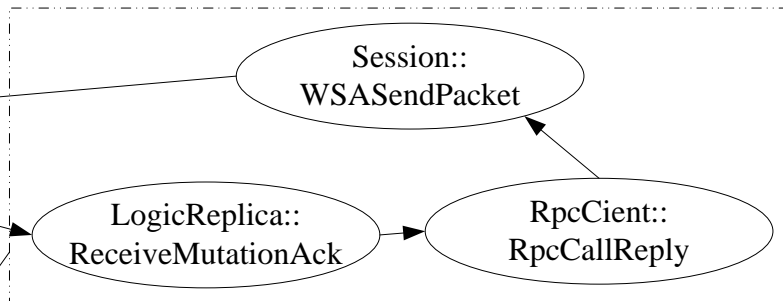 Session::
WSASendPacket
LogicReplica::
ReceiveMutationAck
RpcCient::
RpcCallReply